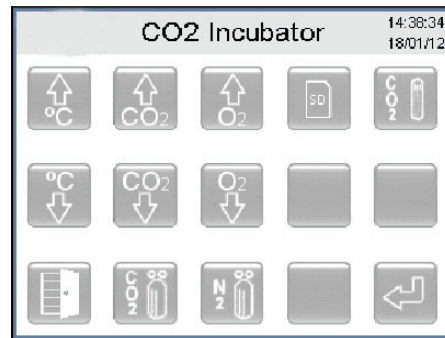 CO2 Incubator
14:38:34
18/01/12
°C
CO2
O2
SD
CO2
°C
CO2
O2
CO2
N2